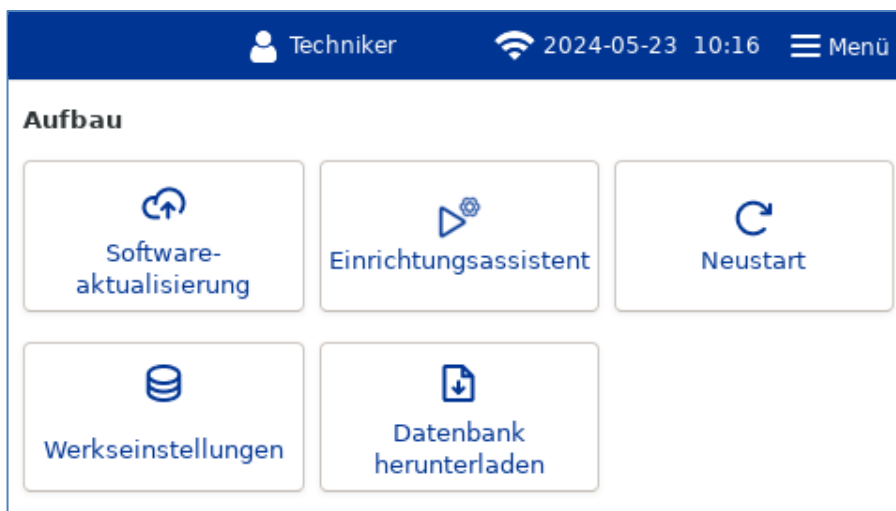 Techniker 2024-05-23 10:16 Menü
Aufbau
Software-
aktualisierung
Einrichtungsassistent
Neustart
Werkseinstellungen
Datenbank
herunterladen